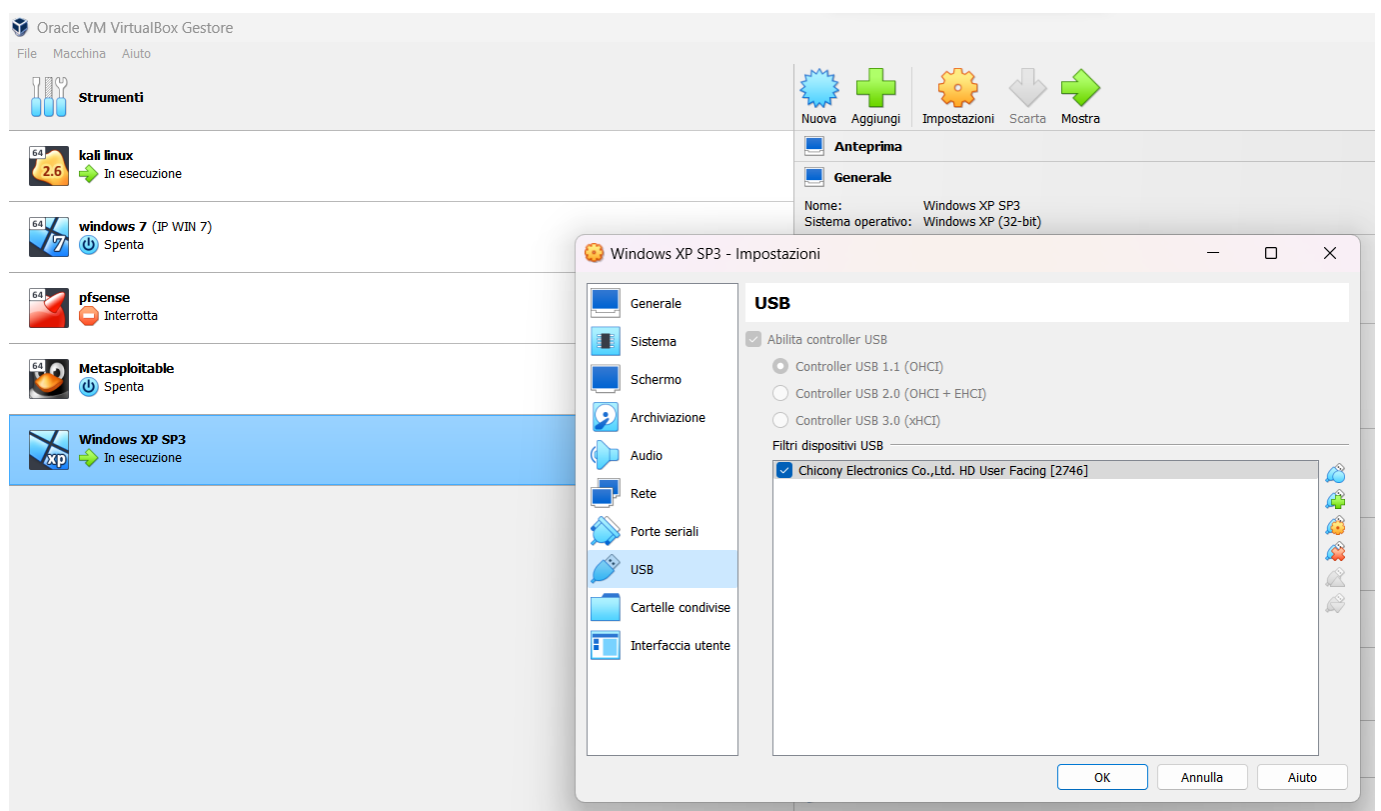 Oracle VM VirtualBox Gestore
File Macchina Aiuto
Strumenti
Nuova Aggiungi Impostazioni Scarta Mostra
64
2.6
kali linux
In esecuzione
64
7
windows 7 (IP WIN 7)
Spenta
64
pfsense
Interrotta
64
Metasploitable
Spenta
xp
Windows XP SP3
In esecuzione
Anteprima
Generale
Nome: Windows XP SP3
Sistema operativo: Windows XP (32-bit)
Windows XP SP3 - Impostazioni
Generale
Sistema
Schermo
Archiviazione
Audio
Rete
Porte seriali
USB
Cartelle condivise
Interfaccia utente
USB
Abilita controller USB
Controller USB 1.1 (OHCI)
Controller USB 2.0 (OHCI + EHCI)
Controller USB 3.0 (xHCI)
Filtri dispositivi USB
Chicony Electronics Co.,Ltd. HD User Facing [2746]
OK Annulla Aiuto